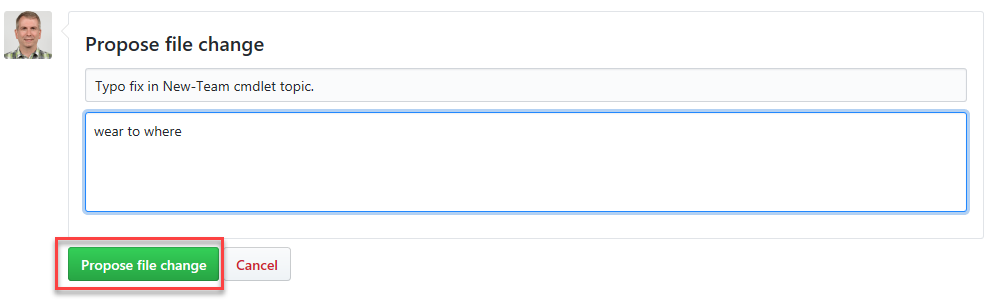 Propose file change
Typo fix in New-Team cmdlet topic.
wear to where
Propose file change
Cancel